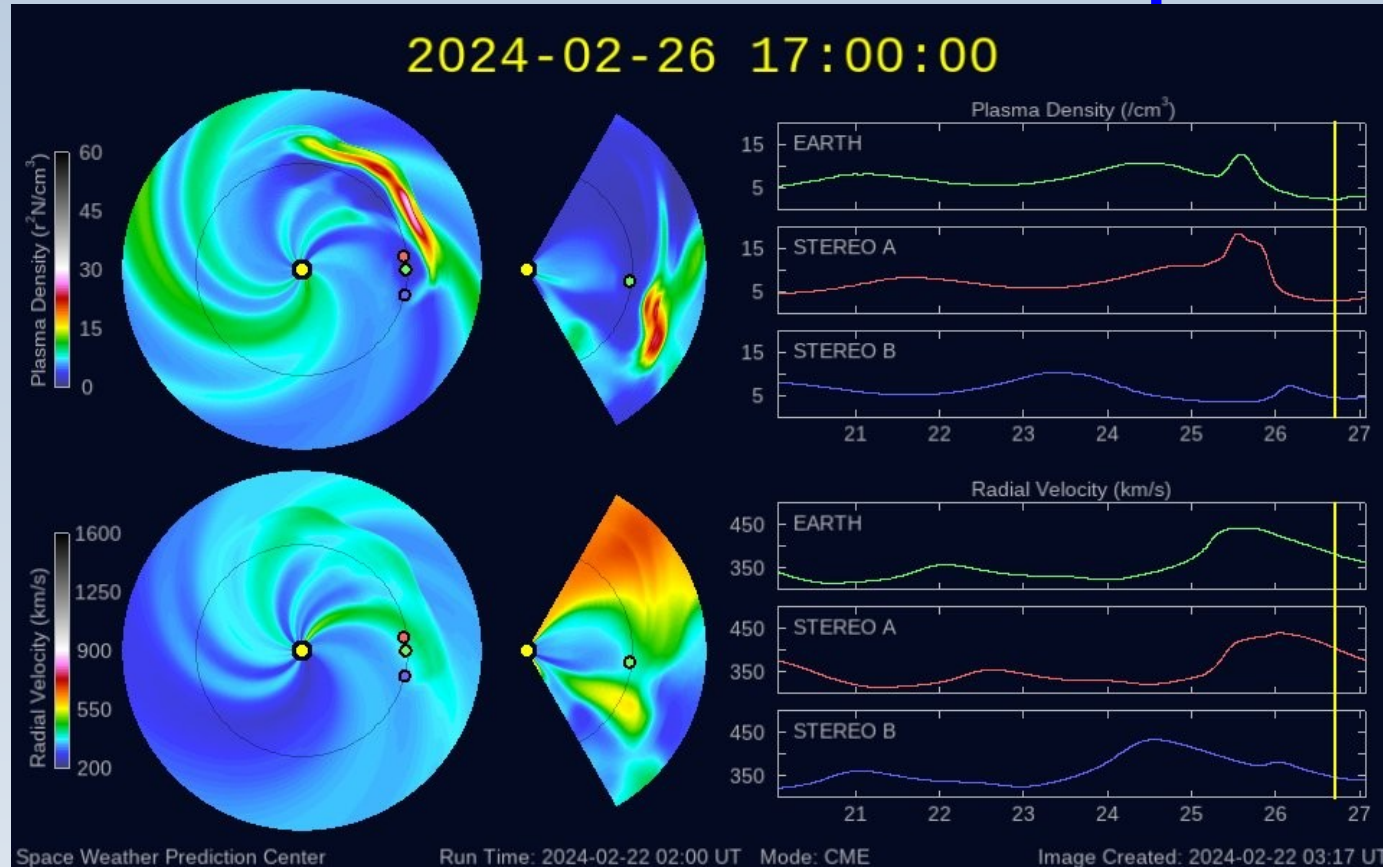 2024-02-26 17:00:00
Plasma Density (r²N/cm³)
60
45
30
15
0
Plasma Density (/cm³)
15
5
EARTH
15
5
STEREO A
15
5
STEREO B
21 22 23 24 25 26 27
Radial Velocity (km/s)
1600
1250
900
550
200
Radial Velocity (km/s)
450
350
EARTH
450
350
STEREO A
450
350
STEREO B
21 22 23 24 25 26 27
Space Weather Prediction Center Run Time: 2024-02-22 02:00 UT Mode: CME Image Created: 2024-02-22 03:17 UT